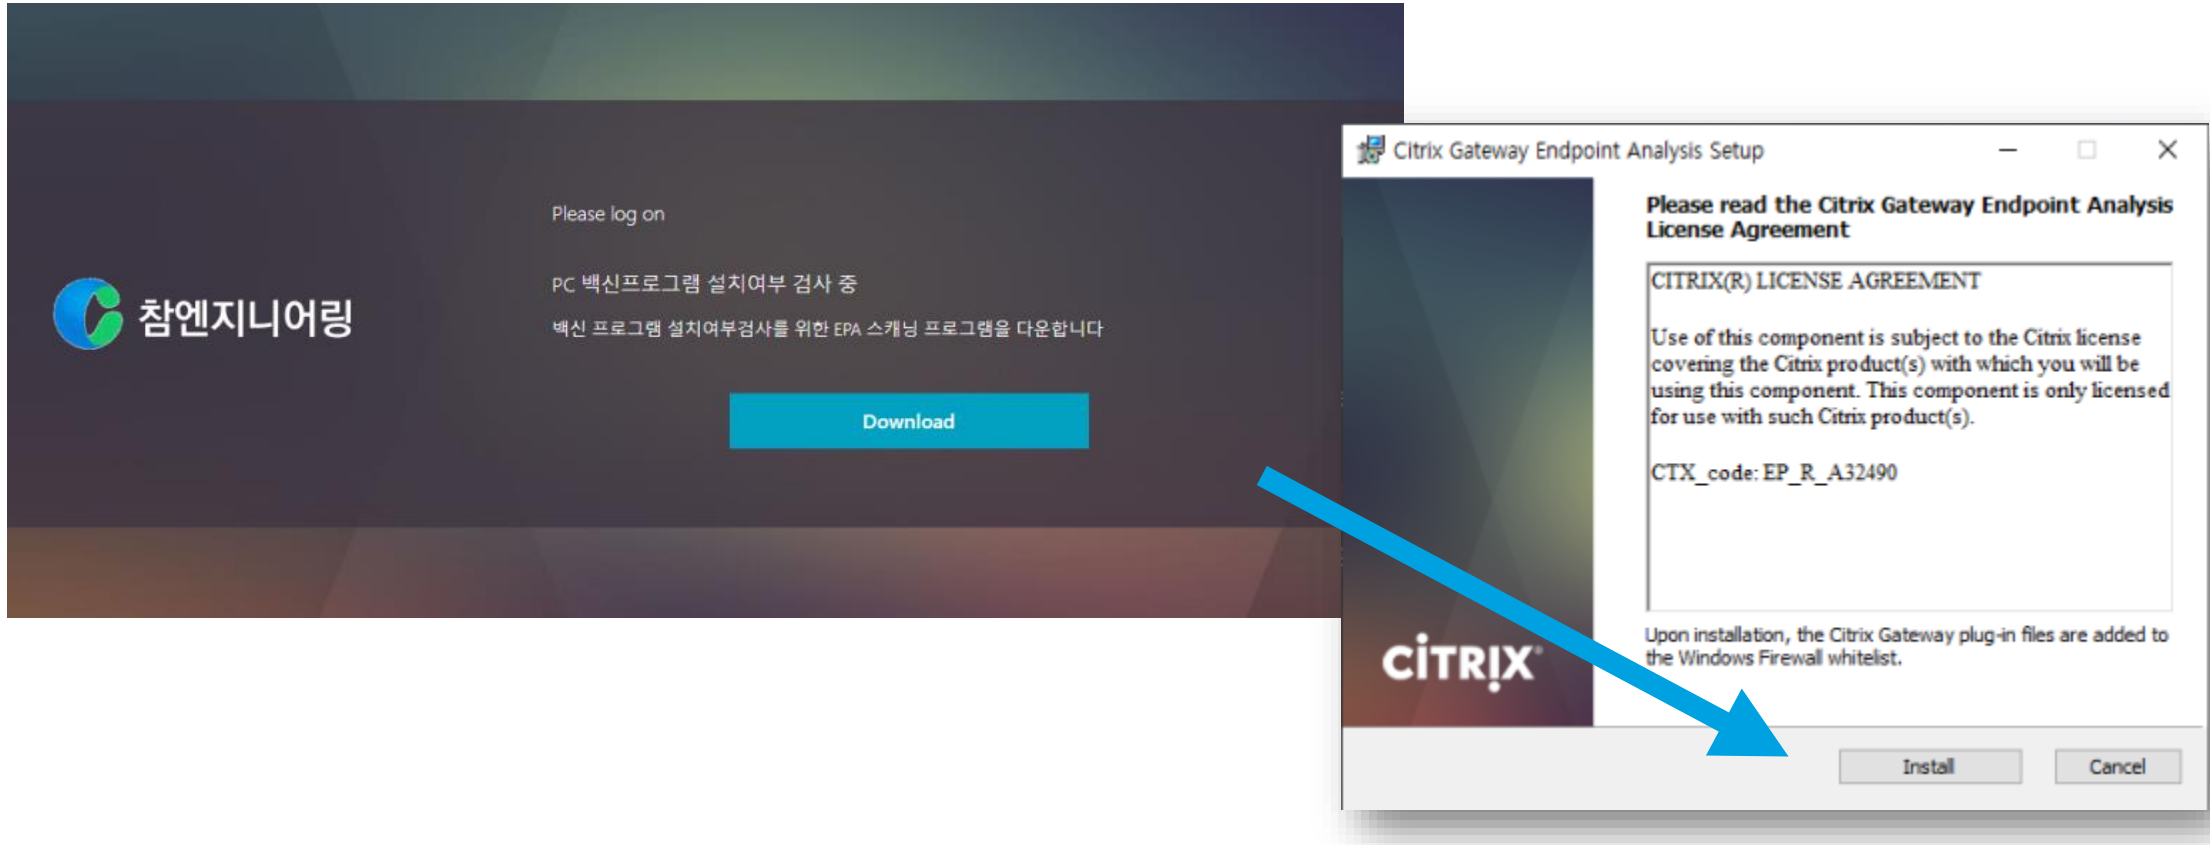 참엔지니어링
Please log on
PC 백신프로그램 설치여부 검사 중
백신 프로그램 설치여부검사를 위한 EPA 스캐닝 프로그램을 다운합니다
Download
Citrix Gateway Endpoint Analysis Setup
Please read the Citrix Gateway Endpoint Analysis
License Agreement
CITRIX(R) LICENSE AGREEMENT
Use of this component is subject to the Citrix license
covering the Citrix product(s) with which you will be
using this component. This component is only licensed
for use with such Citrix product(s).
CTX_code: EP_R_A32490
Upon installation, the Citrix Gateway plug-in files are added to
the Windows Firewall whitelist.
CİTRIX®
Install
Cancel